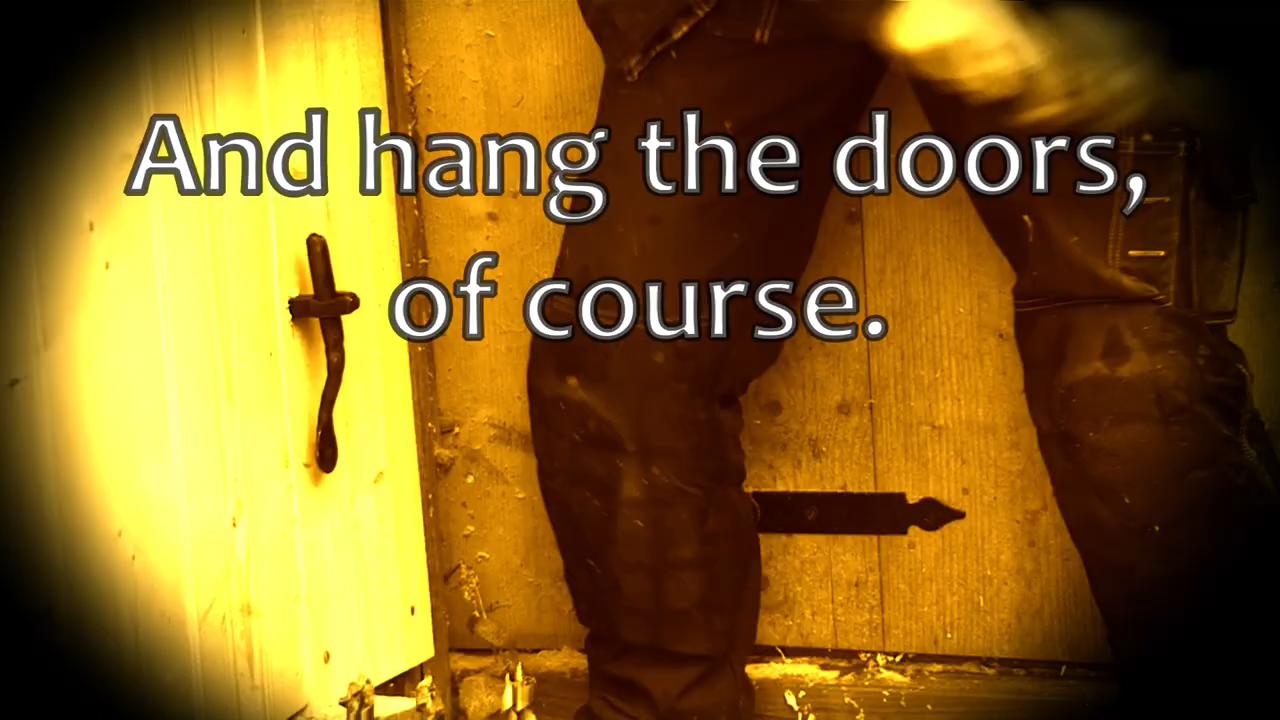 And hang the doors,
of course.